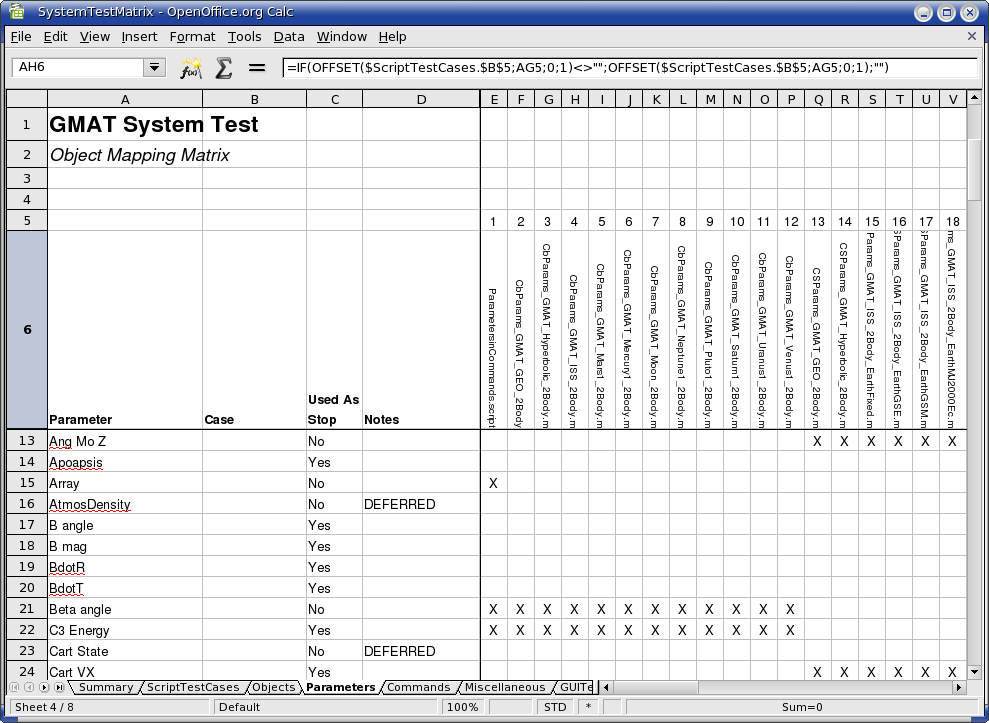 SystemTestMatrix - OpenOffice.org Calc
File Edit View Insert Format Tools Data Window Help
AH6 f(x) Σ = =IF(OFFSET($ScriptTestCases.$B$5;AG5;0;1)<>"";OFFSET($ScriptTestCases.$B$5;AG5;0;1);"")
A B C D E F G H I J K L M N O P Q R S T U V
1 GMAT System Test
2 Object Mapping Matrix
3
4
5 1 2 3 4 5 6 7 8 9 10 11 12 13 14 15 16 17 18
ParametersinCommands.script
CbParams_GMAT_GEO_2Body
CbParams_GMAT_Hyperbolic_2Body.m
CbParams_GMAT_ISS_2Body.m
CbParams_GMAT_Mars1_2Body.m
CbParams_GMAT_Mercury1_2Body.m
CbParams_GMAT_Moon_2Body.m
CbParams_GMAT_Neptune1_2Body.m
CbParams_GMAT_Pluto1_2Body.m
CbParams_GMAT_Saturn1_2Body.m
CbParams_GMAT_Uranus1_2Body.m
CbParams_GMAT_Venus1_2Body.m
CSParams_GMAT_GEO_2Body.m
CSParams_GMAT_Hyperbolic_2Body.m
Params_GMAT_ISS_2Body_EarthFixed.m
SParams_GMAT_ISS_2Body_EarthGSE.m
SParams_GMAT_ISS_2Body_EarthGSM.m
ms_GMAT_ISS_2Body_EarthMJ2000Ec.m
6
Used As
Parameter Case Stop Notes
13 Ang Mo Z No X X X X X X
14 Apoapsis Yes
15 Array No X
16 AtmosDensity No DEFERRED
17 B angle Yes
18 B mag Yes
19 BdotR Yes
20 BdotT Yes
21 Beta angle No X X X X X X X X X X X X
22 C3 Energy Yes X X X X X X X X X X X X
23 Cart State No DEFERRED
24 Cart VX Yes X X X X X X
Summary ScriptTestCases Objects Parameters Commands Miscellaneous GUITe
Sheet 4 / 8 Default 100% STD * Sum=0